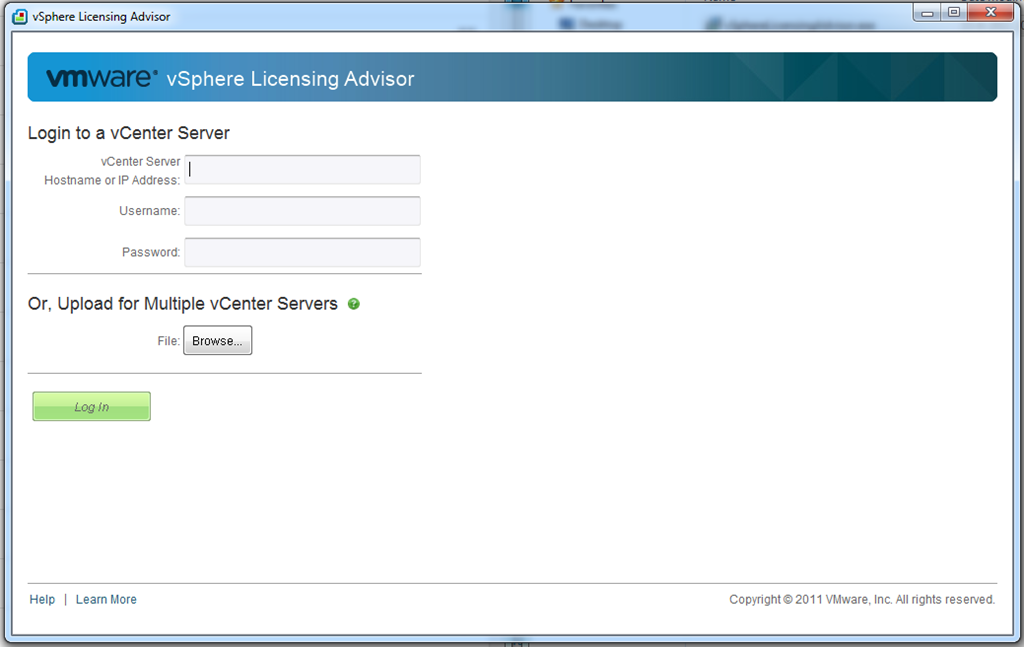 vSphere Licensing Advisor
vmware® vSphere Licensing Advisor
Login to a vCenter Server
vCenter Server
Hostname or IP Address:
Username:
Password:
Or, Upload for Multiple vCenter Servers ?
File: Browse...
Log In
Help | Learn More
Copyright © 2011 VMware, Inc. All rights reserved.